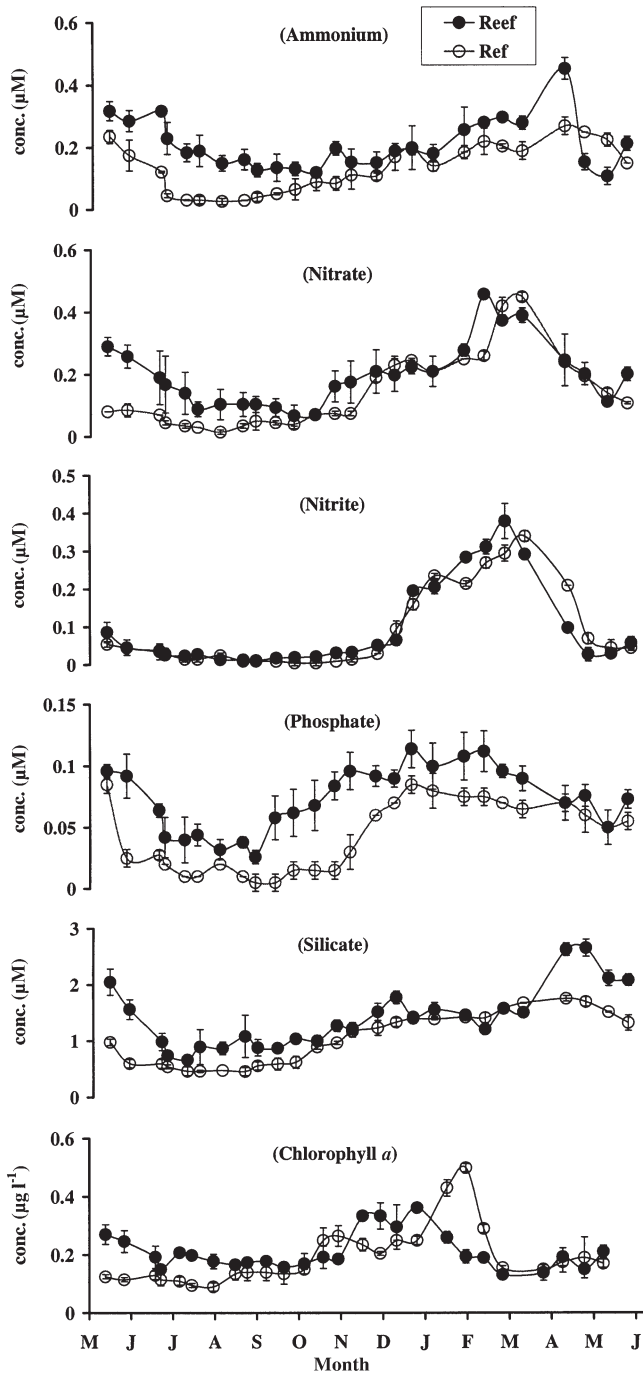 Reef
Ref
(Ammonium)
0.6
0.4
0.2
0
conc. (µM)
(Nitrate)
0.6
0.4
0.2
0
conc. (µM)
(Nitrite)
0.5
0.4
0.3
0.2
0.1
0
conc. (µM)
(Phosphate)
0.15
0.1
0.05
0
conc. (µM)
(Silicate)
3
2
1
0
conc. (µM)
(Chlorophyll a)
0.6
0.4
0.2
0
conc. (µg l⁻¹)
M J J A S O N D J F M A M J
Month